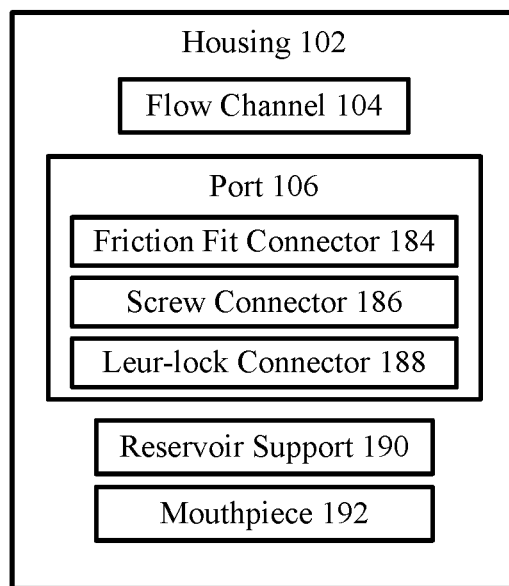 Housing 102
Flow Channel 104
Port 106
Friction Fit Connector 184
Screw Connector 186
Leur-lock Connector 188
Reservoir Support 190
Mouthpiece 192